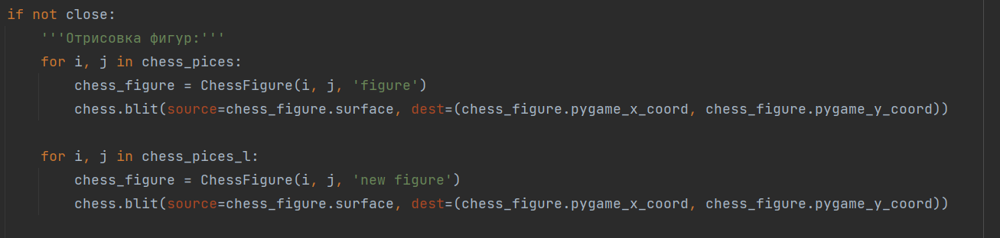 if not close:
    '''Отрисовка фигур:'''
    for i, j in chess_pices:
        chess_figure = ChessFigure(i, j, 'figure')
        chess.blit(source=chess_figure.surface, dest=(chess_figure.pygame_x_coord, chess_figure.pygame_y_coord))
    for i, j in chess_pices_l:
        chess_figure = ChessFigure(i, j, 'new figure')
        chess.blit(source=chess_figure.surface, dest=(chess_figure.pygame_x_coord, chess_figure.pygame_y_coord))